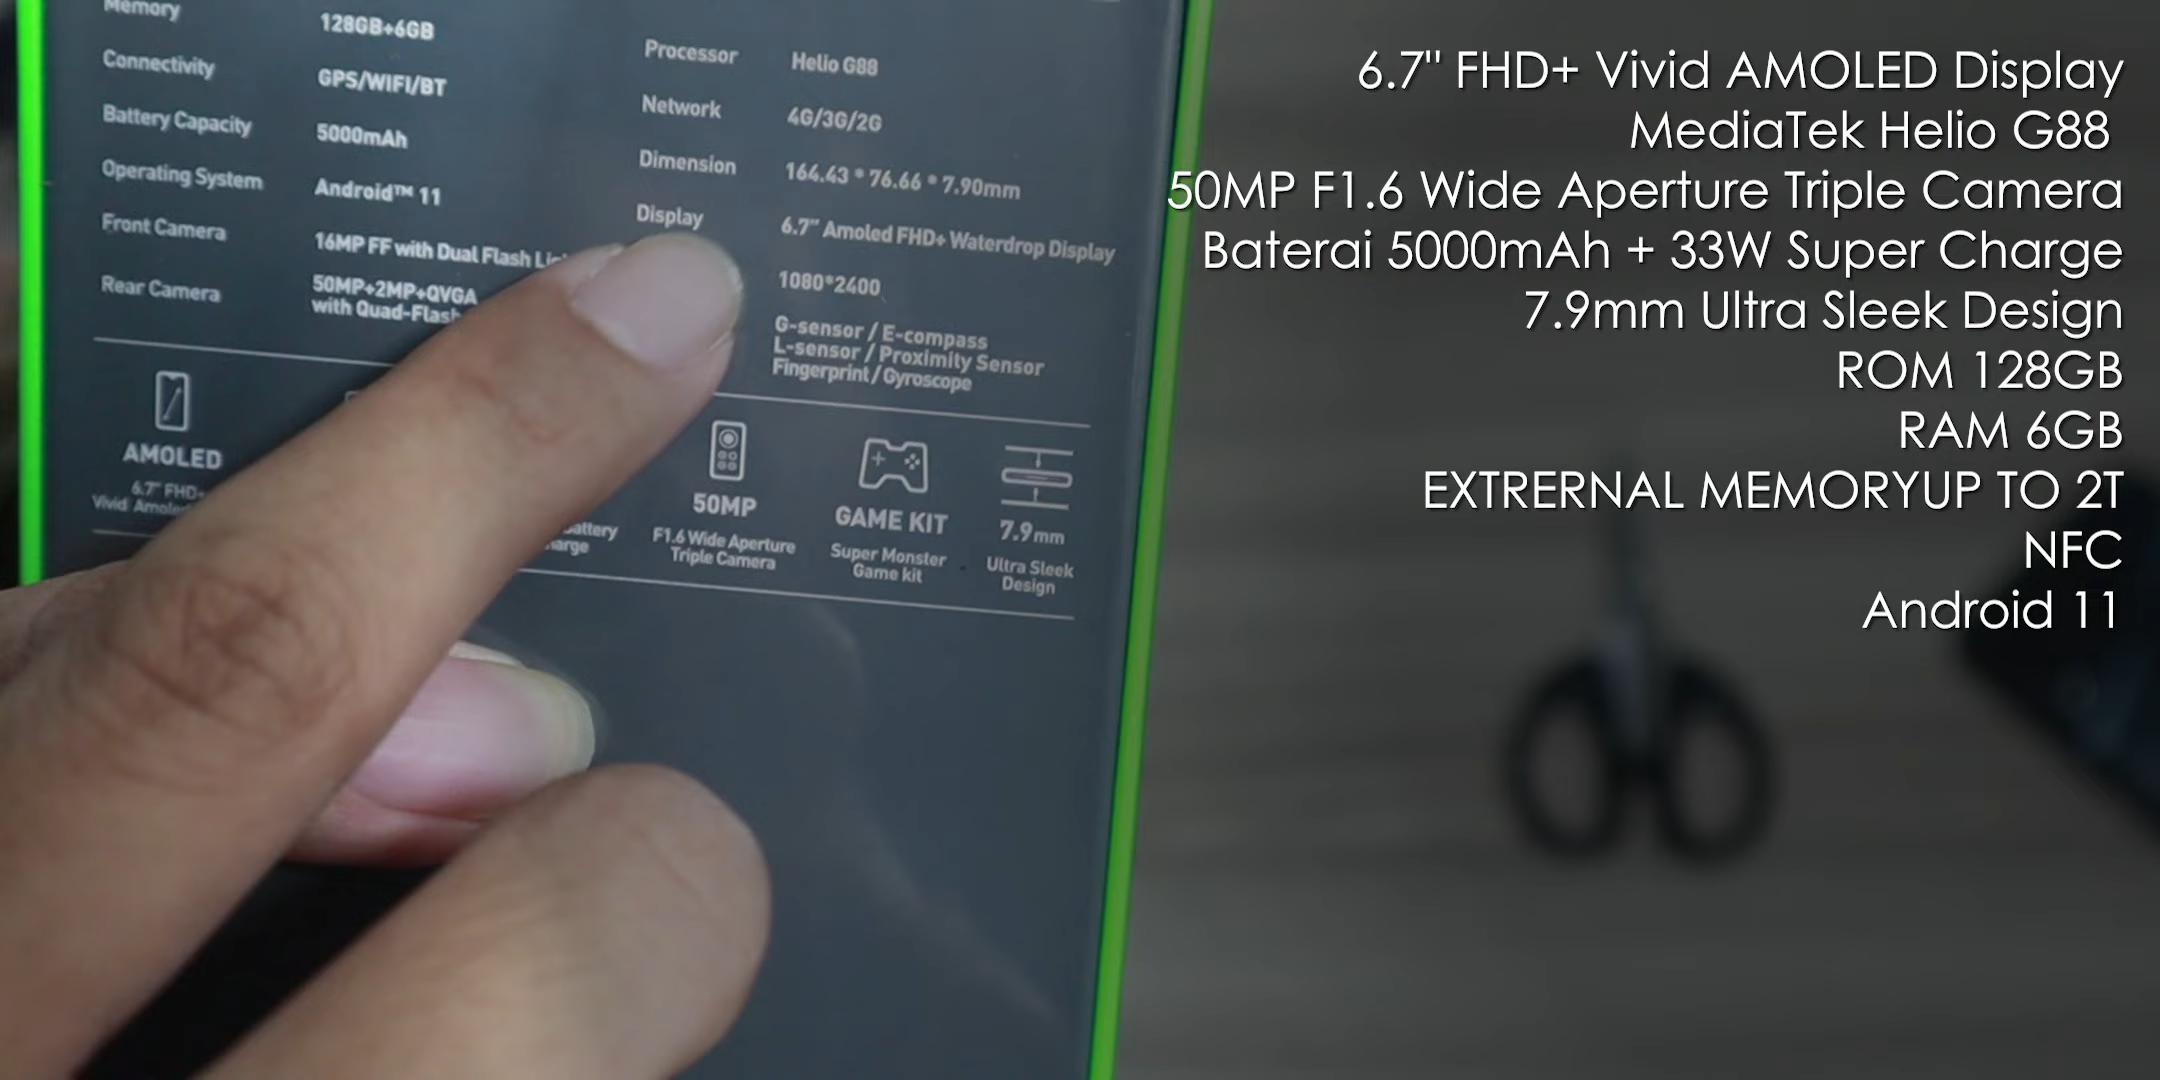 Memory 128GB+6GB
Connectivity GPS/WIFI/BT
Battery Capacity 5000mAh
Operating System Android™ 11
Front Camera 16MP FF with Dual Flash
Rear Camera 50MP+2MP+QVGA
with Quad-Flash
Processor Helio G88
Network 4G/3G/2G
Dimension 164.43 * 76.66 * 7.90mm
Display 6.7" Amoled FHD+ Waterdrop Display
1080*2400
G-sensor / E-compass
L-sensor / Proximity Sensor
Fingerprint / Gyroscope
AMOLED
6.7" FHD+
Vivid
50MP
F1.6 Wide Aperture
Triple Camera
GAME KIT
Super Monster
Game kit
7.9mm
Ultra Sleek
Design
6.7" FHD+ Vivid AMOLED Display
MediaTek Helio G88
50MP F1.6 Wide Aperture Triple Camera
Baterai 5000mAh + 33W Super Charge
7.9mm Ultra Sleek Design
ROM 128GB
RAM 6GB
EXTRERNAL MEMORYUP TO 2T
NFC
Android 11